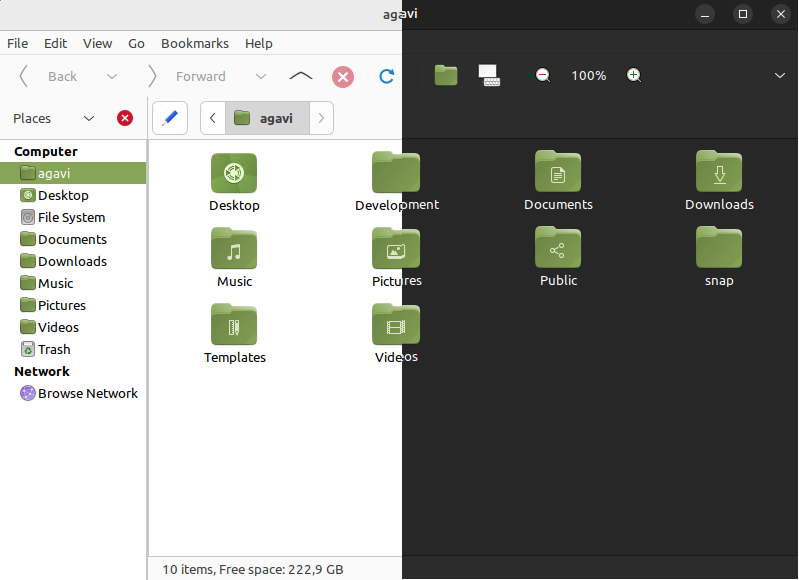 agavi
File Edit View Go Bookmarks Help
Back Forward 100%
Places agavi
Computer
agavi
Desktop
File System
Documents
Downloads
Music
Pictures
Videos
Trash
Network
Browse Network
Desktop Development Documents Downloads
Music Pictures Public snap
Templates Videos
10 items, Free space: 222,9 GB